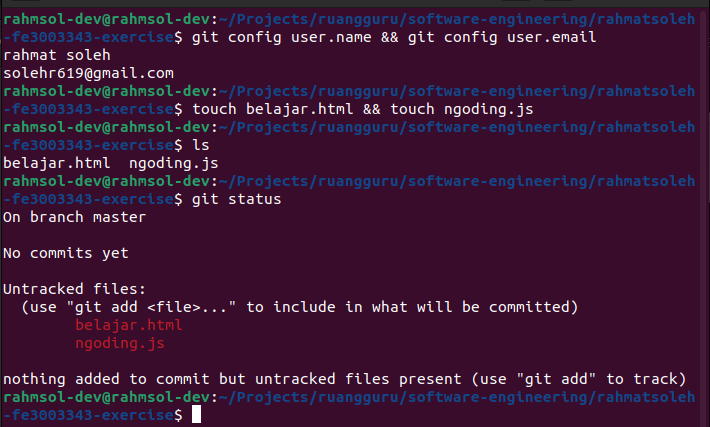 rahmsol-dev@rahmsol-dev:~/Projects/ruangguru/software-engineering/rahmatsoleh
-fe3003343-exercise$ git config user.name && git config user.email
rahmat soleh
solehr619@gmail.com
rahmsol-dev@rahmsol-dev:~/Projects/ruangguru/software-engineering/rahmatsoleh
-fe3003343-exercise$ touch belajar.html && touch ngoding.js
rahmsol-dev@rahmsol-dev:~/Projects/ruangguru/software-engineering/rahmatsoleh
-fe3003343-exercise$ ls
belajar.html  ngoding.js
rahmsol-dev@rahmsol-dev:~/Projects/ruangguru/software-engineering/rahmatsoleh
-fe3003343-exercise$ git status
On branch master
No commits yet
Untracked files:
  (use "git add <file>..." to include in what will be committed)
        belajar.html
        ngoding.js
nothing added to commit but untracked files present (use "git add" to track)
rahmsol-dev@rahmsol-dev:~/Projects/ruangguru/software-engineering/rahmatsoleh
-fe3003343-exercise$